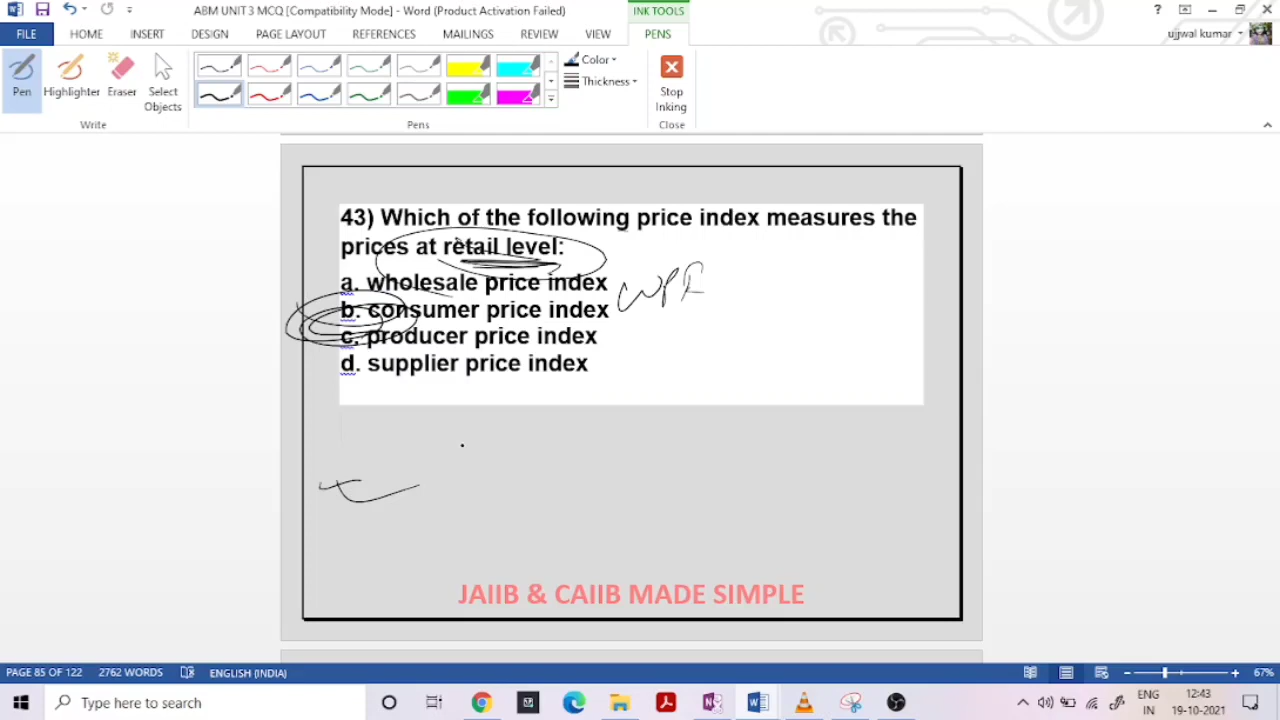 ABM UNIT 3 MCQ [Compatibility Mode] - Word (Product Activation Failed)
INK TOOLS
?
FILE HOME INSERT DESIGN PAGE LAYOUT REFERENCES MAILINGS REVIEW VIEW PENS
ujjwal kumar
Pen Highlighter Eraser Select Objects
Color
Thickness
Stop Inking
Write Pens Close
43) Which of the following price index measures the
prices at retail level:
a. wholesale price index
WPI
b. consumer price index
c. producer price index
d. supplier price index
JAIIB & CAIIB MADE SIMPLE
PAGE 85 OF 122 2762 WORDS ENGLISH (INDIA) 67%
Type here to search
ENG
IN
12:43
19-10-2021